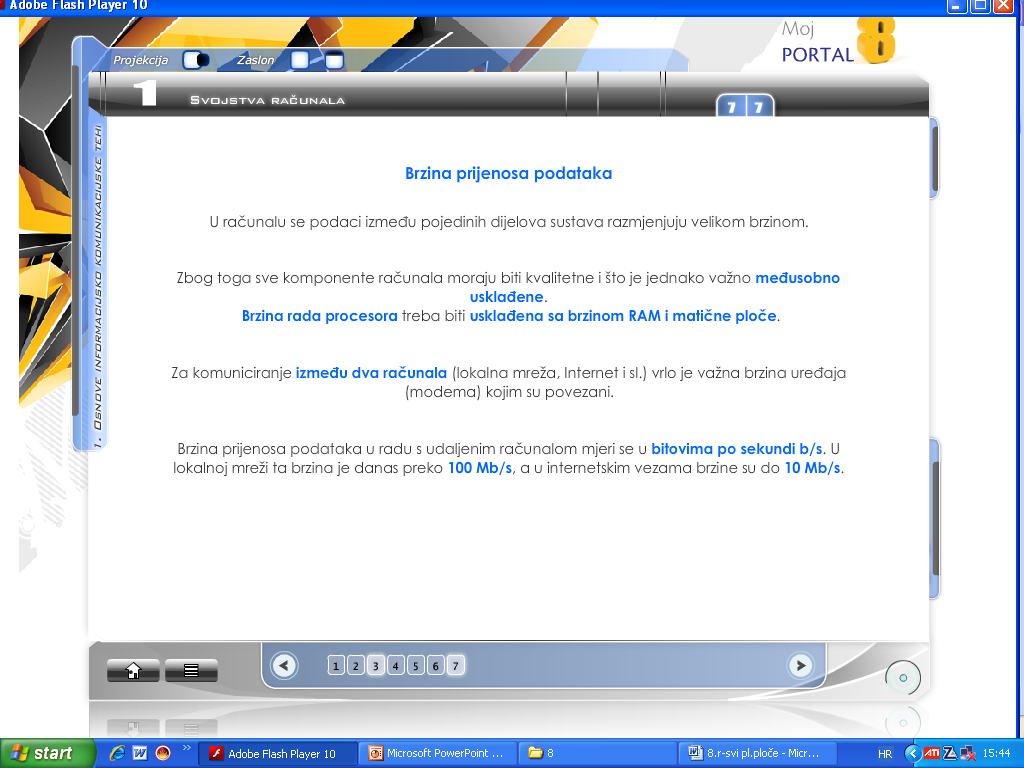 Adobe Flash Player 10
Moj
PORTAL 8
Projekcija Zaslon
1 Svojstva računala
7 7
1. Osnove informacijsko komunikacijske tehn
Brzina prijenosa podataka
U računalu se podaci između pojedinih dijelova sustava razmjenjuju velikom brzinom.
Zbog toga sve komponente računala moraju biti kvalitetne i što je jednako važno međusobno
usklađene.
Brzina rada procesora treba biti usklađena sa brzinom RAM i matične ploče.
Za komuniciranje između dva računala (lokalna mreža, Internet i sl.) vrlo je važna brzina uređaja
(modema) kojim su povezani.
Brzina prijenosa podataka u radu s udaljenim računalom mjeri se u bitovima po sekundi b/s. U
lokalnoj mreži ta brzina je danas preko 100 Mb/s, a u internetskim vezama brzine su do 10 Mb/s.
1 2 3 4 5 6 7
start Adobe Flash Player 10 Microsoft PowerPoint ... 8 8.r-svi pl.ploče - Micr... HR ATI 15:44